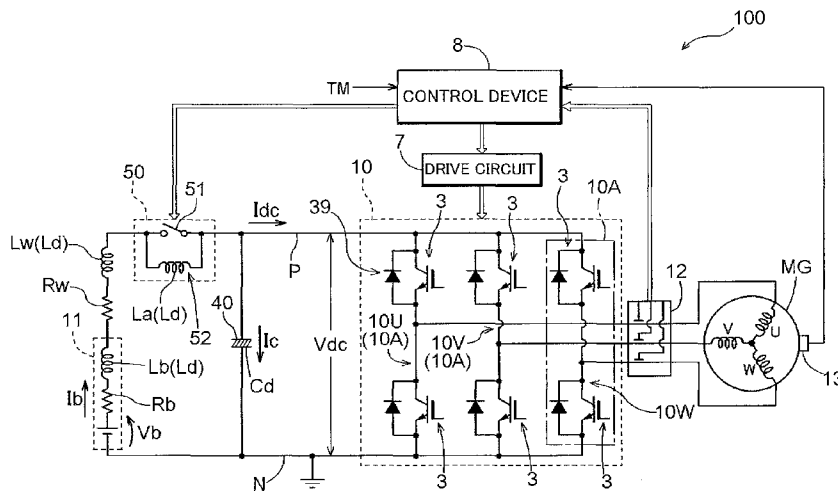 100
8
TM
CONTROL DEVICE
7
DRIVE CIRCUIT
50
51
Idc
10
3
10A
39
3
3
Lw(Ld)
P
La(Ld)
52
12
MG
Rw
40
Ic
Vdc
10U
(10A)
10V
(10A)
V
U
W
11
Lb(Ld)
Cd
13
Ib
Rb
10W
Vb
N
3
3
3